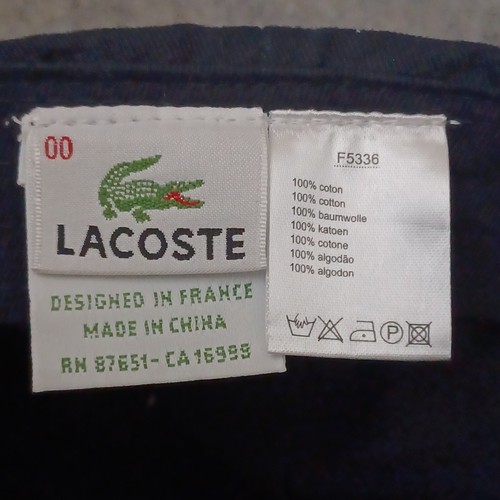 00
LACOSTE
DESIGNED IN FRANCE
MADE IN CHINA
RN 87651-CA 16999
F5336
100% coton
100% cotton
100% baumwolle
100% katoen
100% cotone
100% algodão
100% algodon
P